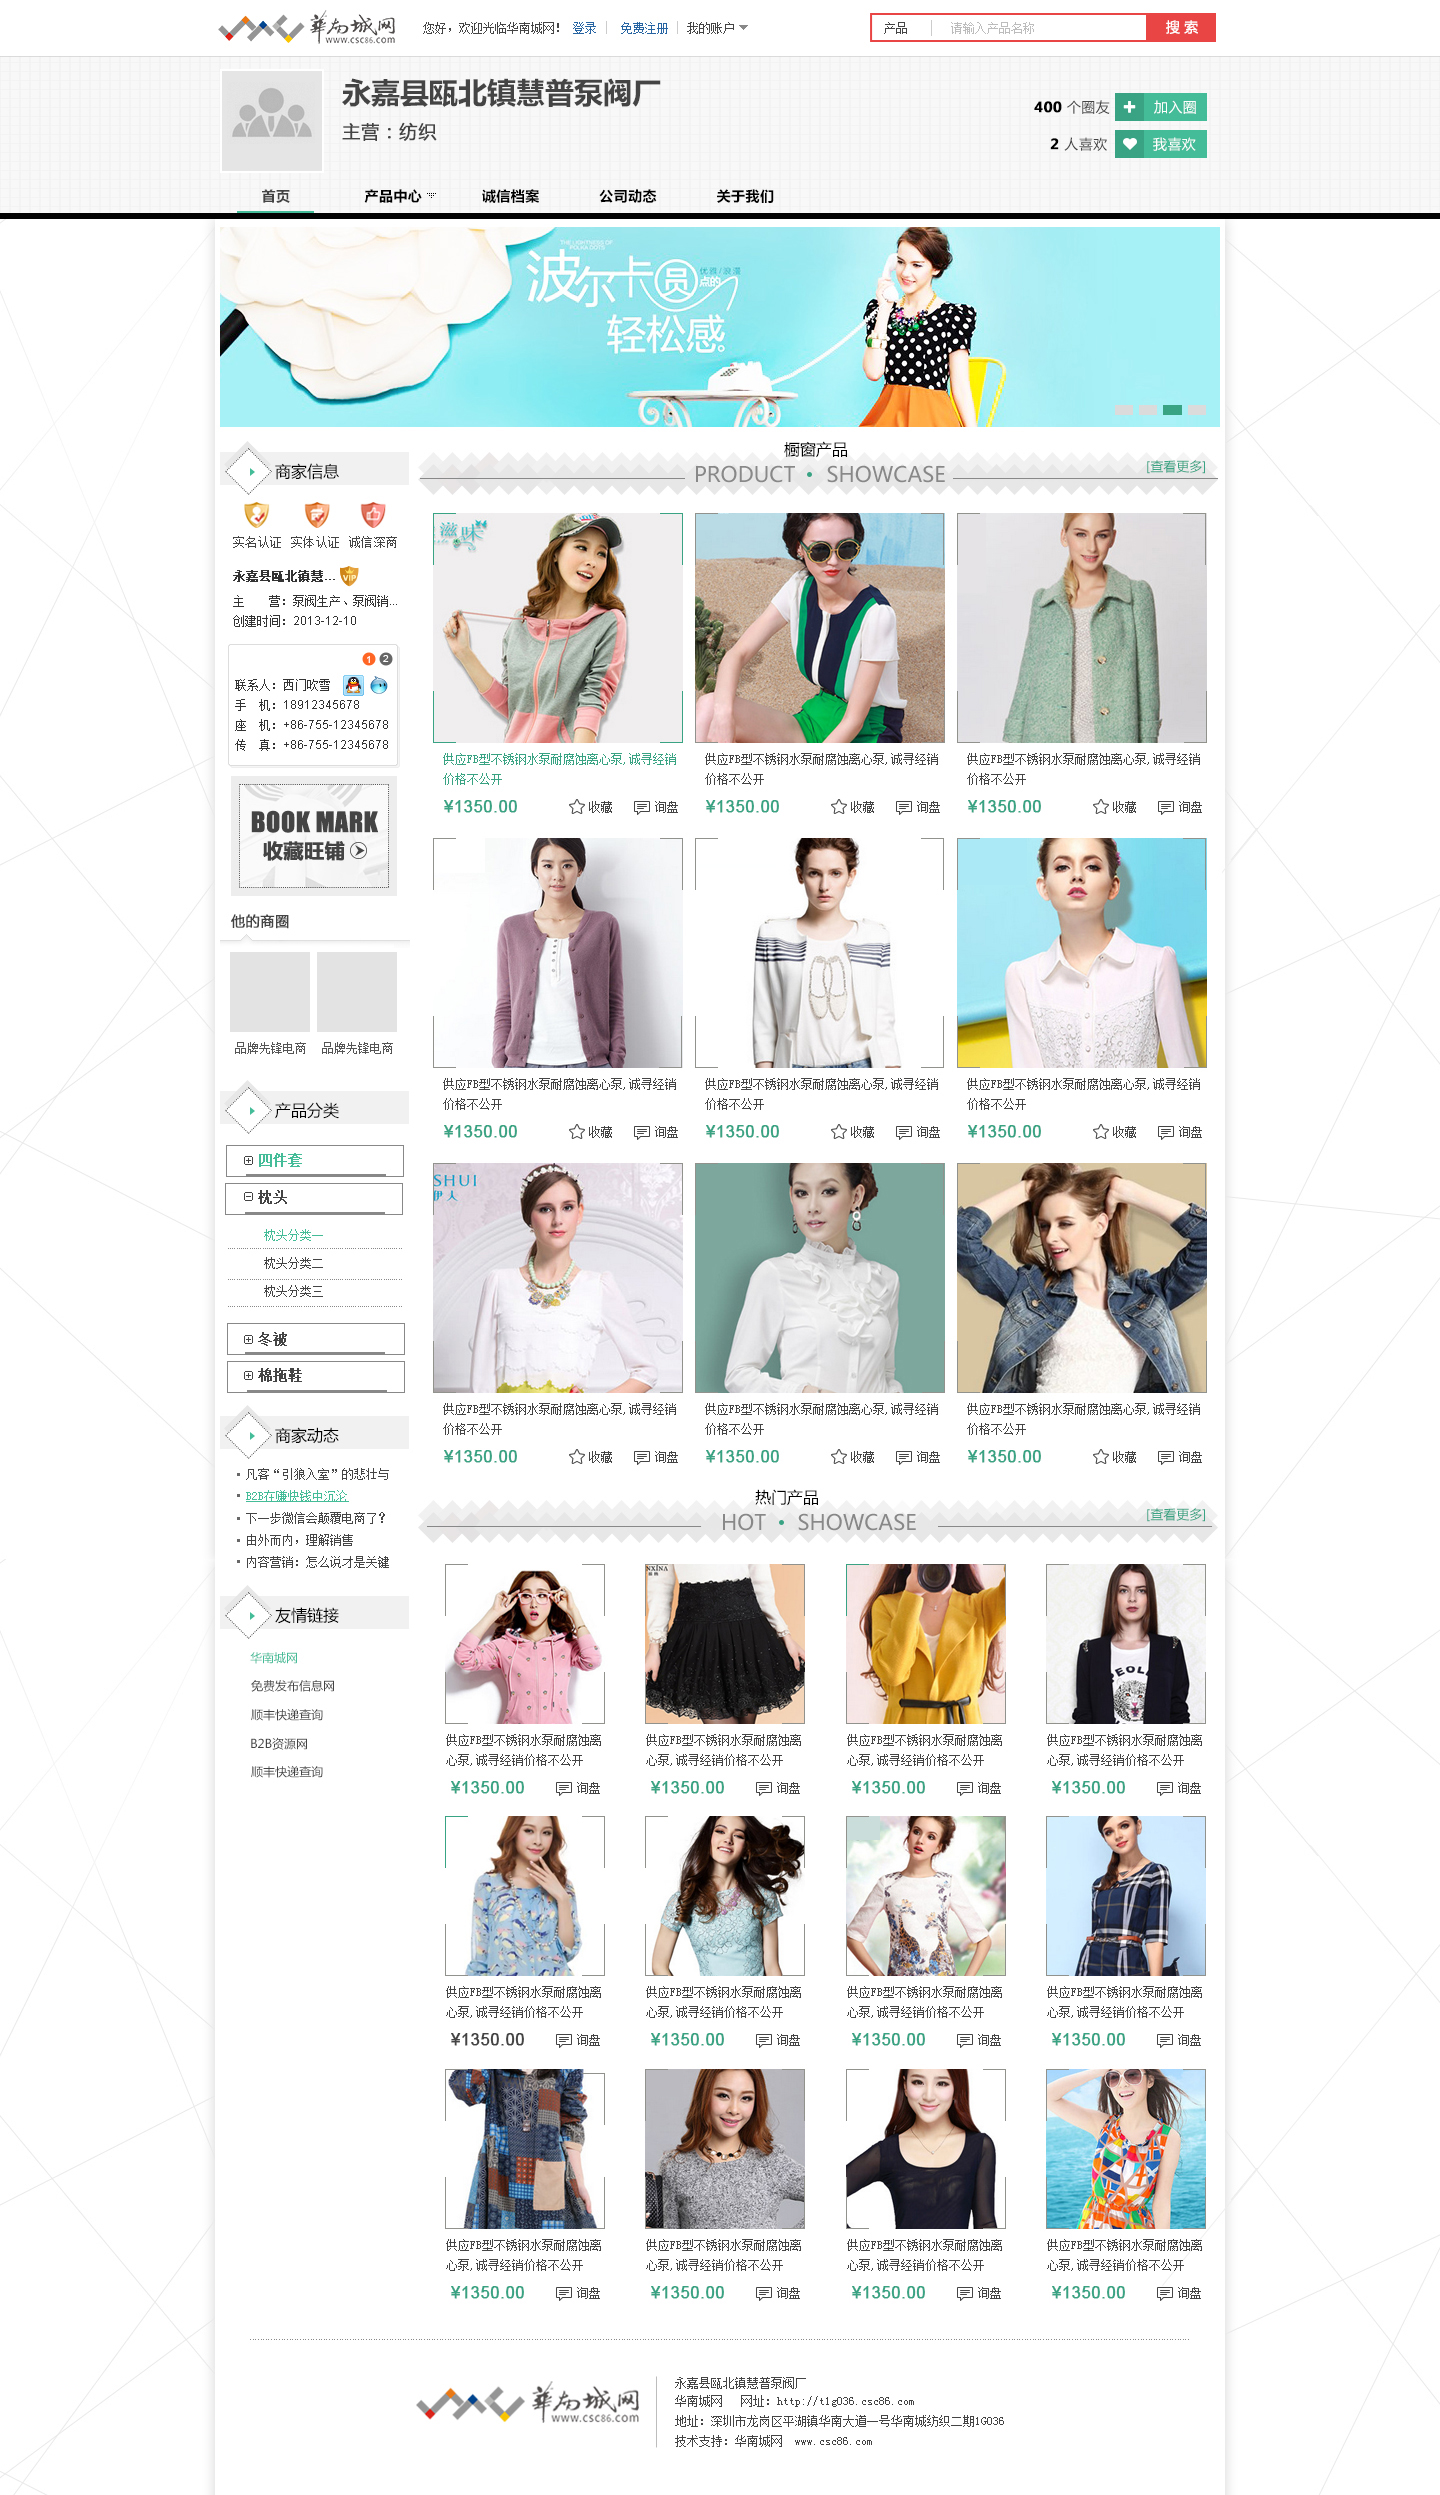 華南城网
www.csc86.com
您好，欢迎光临华南城网！ 登录 免费注册 我的账户
产品 请输入产品名称 搜 索
永嘉县瓯北镇慧普泵阀厂
主营：纺织
400 个圈友 加入圈
2 人喜欢 我喜欢
首页 产品中心 诚信档案 公司动态 关于我们
THE LIGHTNESS OF
POLKA DOTS
波尔卡圆点的 优雅/浪漫
轻松感。
商家信息
实名认证 实体认证 诚信深商
永嘉县瓯北镇慧... VIP
主 营：泵阀生产、泵阀销...
创建时间：2013-12-10
1 2
联系人：西门吹雪
手 机：18912345678
座 机：+86-755-12345678
传 真：+86-755-12345678
BOOK MARK
收藏旺铺
他的商圈
品牌先锋电商 品牌先锋电商
产品分类
四件套
枕头
枕头分类一
枕头分类二
枕头分类三
冬被
棉拖鞋
商家动态
凡客“引狼入室”的悲壮与
B2B在赚快钱中沉沦
下一步微信会颠覆电商了？
由外而内，理解销售
内容营销：怎么说才是关键
友情链接
华南城网
免费发布信息网
顺丰快递查询
B2B资源网
顺丰快递查询
橱窗产品
PRODUCT • SHOWCASE
[查看更多]
滋味
供应FB型不锈钢水泵耐腐蚀离心泵,诚寻经销 供应FB型不锈钢水泵耐腐蚀离心泵,诚寻经销 供应FB型不锈钢水泵耐腐蚀离心泵,诚寻经销
价格不公开 价格不公开 价格不公开
¥1350.00 收藏 询盘 ¥1350.00 收藏 询盘 ¥1350.00 收藏 询盘
供应FB型不锈钢水泵耐腐蚀离心泵,诚寻经销 供应FB型不锈钢水泵耐腐蚀离心泵,诚寻经销 供应FB型不锈钢水泵耐腐蚀离心泵,诚寻经销
价格不公开 价格不公开 价格不公开
¥1350.00 收藏 询盘 ¥1350.00 收藏 询盘 ¥1350.00 收藏 询盘
SHUI
伊人
供应FB型不锈钢水泵耐腐蚀离心泵,诚寻经销 供应FB型不锈钢水泵耐腐蚀离心泵,诚寻经销 供应FB型不锈钢水泵耐腐蚀离心泵,诚寻经销
价格不公开 价格不公开 价格不公开
¥1350.00 收藏 询盘 ¥1350.00 收藏 询盘 ¥1350.00 收藏 询盘
热门产品
HOT • SHOWCASE
[查看更多]
NXINA
PEOL
供应FB型不锈钢水泵耐腐蚀离 供应FB型不锈钢水泵耐腐蚀离 供应FB型不锈钢水泵耐腐蚀离 供应FB型不锈钢水泵耐腐蚀离
心泵,诚寻经销价格不公开 心泵,诚寻经销价格不公开 心泵,诚寻经销价格不公开 心泵,诚寻经销价格不公开
¥1350.00 询盘 ¥1350.00 询盘 ¥1350.00 询盘 ¥1350.00 询盘
供应FB型不锈钢水泵耐腐蚀离 供应FB型不锈钢水泵耐腐蚀离 供应FB型不锈钢水泵耐腐蚀离 供应FB型不锈钢水泵耐腐蚀离
心泵,诚寻经销价格不公开 心泵,诚寻经销价格不公开 心泵,诚寻经销价格不公开 心泵,诚寻经销价格不公开
¥1350.00 询盘 ¥1350.00 询盘 ¥1350.00 询盘 ¥1350.00 询盘
供应FB型不锈钢水泵耐腐蚀离 供应FB型不锈钢水泵耐腐蚀离 供应FB型不锈钢水泵耐腐蚀离 供应FB型不锈钢水泵耐腐蚀离
心泵,诚寻经销价格不公开 心泵,诚寻经销价格不公开 心泵,诚寻经销价格不公开 心泵,诚寻经销价格不公开
¥1350.00 询盘 ¥1350.00 询盘 ¥1350.00 询盘 ¥1350.00 询盘
華南城网
www.csc86.com
永嘉县瓯北镇慧普泵阀厂
华南城网 网址：http://t1g036.csc86.com
地址：深圳市龙岗区平湖镇华南大道一号华南城纺织二期1G036
技术支持：华南城网 www.csc86.com